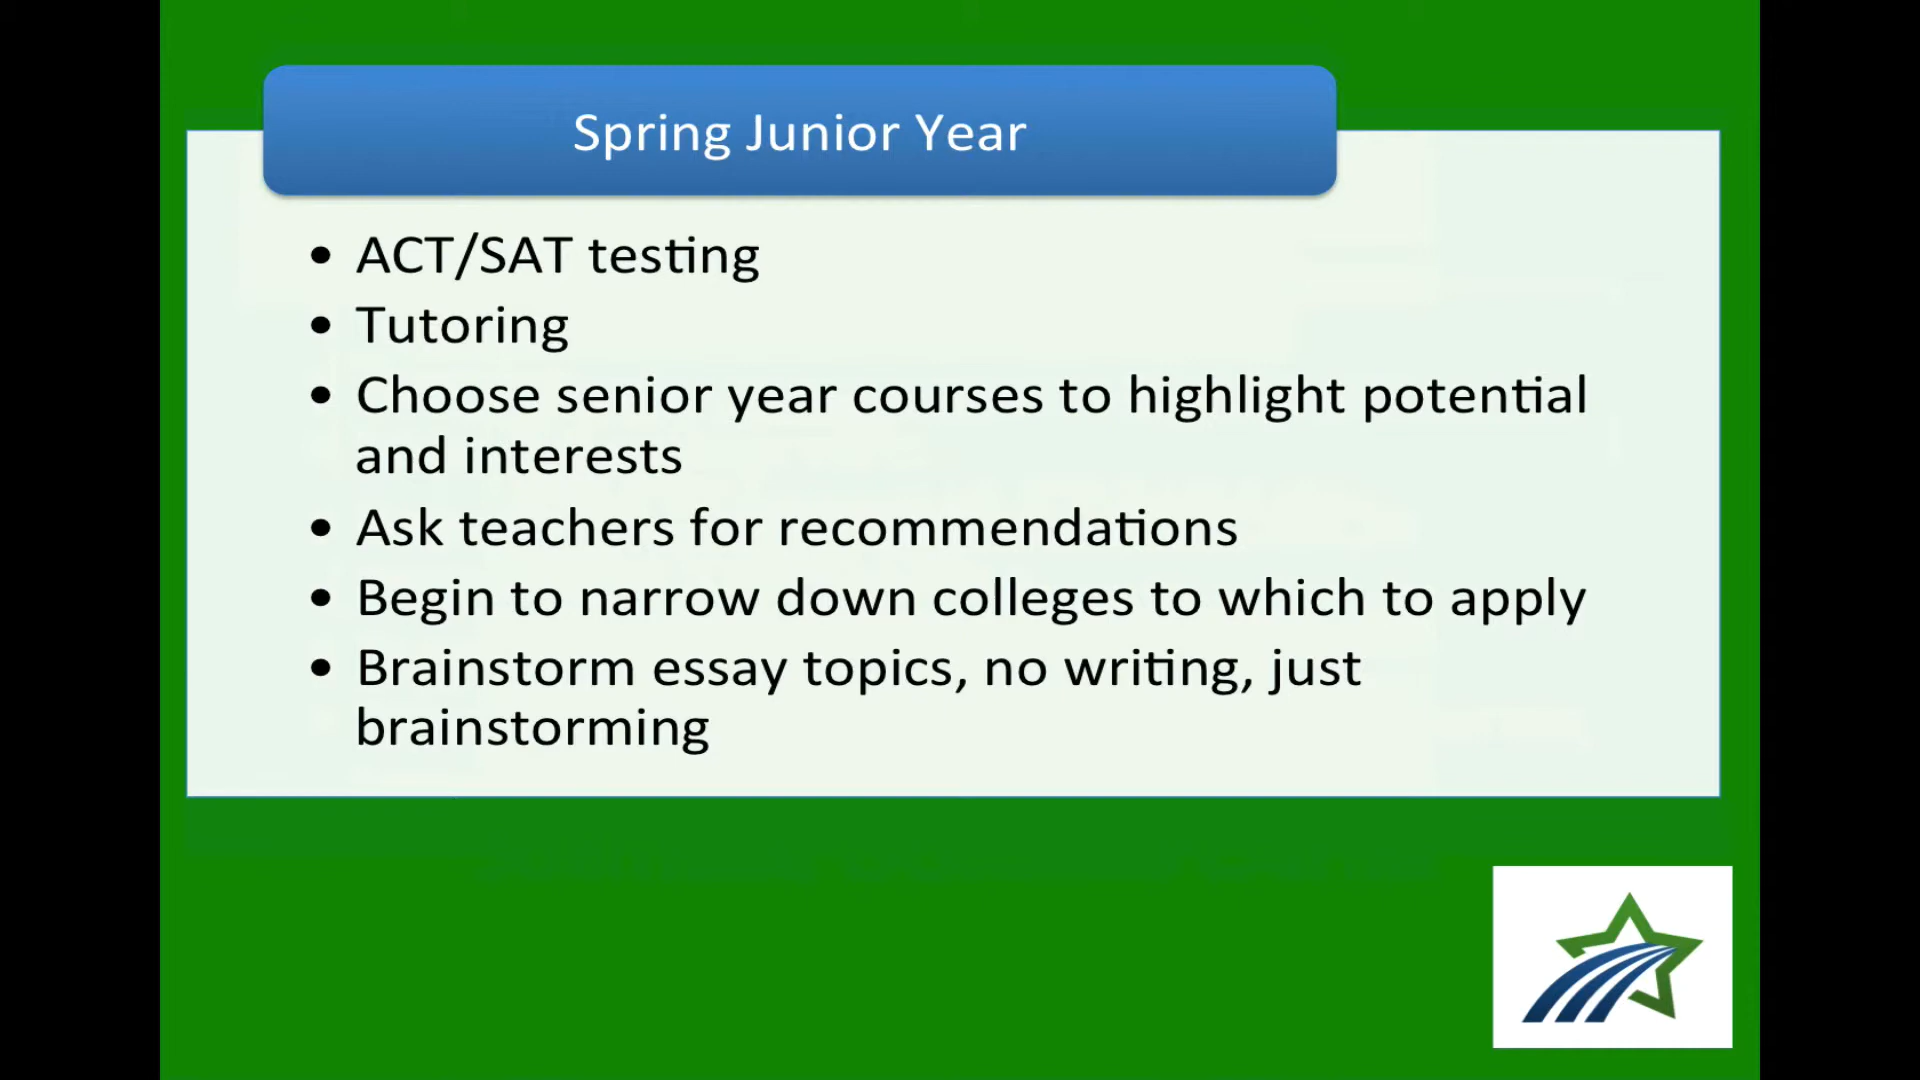 Spring Junior Year
• ACT/SAT testing
• Tutoring
• Choose senior year courses to highlight potential
and interests
• Ask teachers for recommendations
• Begin to narrow down colleges to which to apply
• Brainstorm essay topics, no writing, just
brainstorming